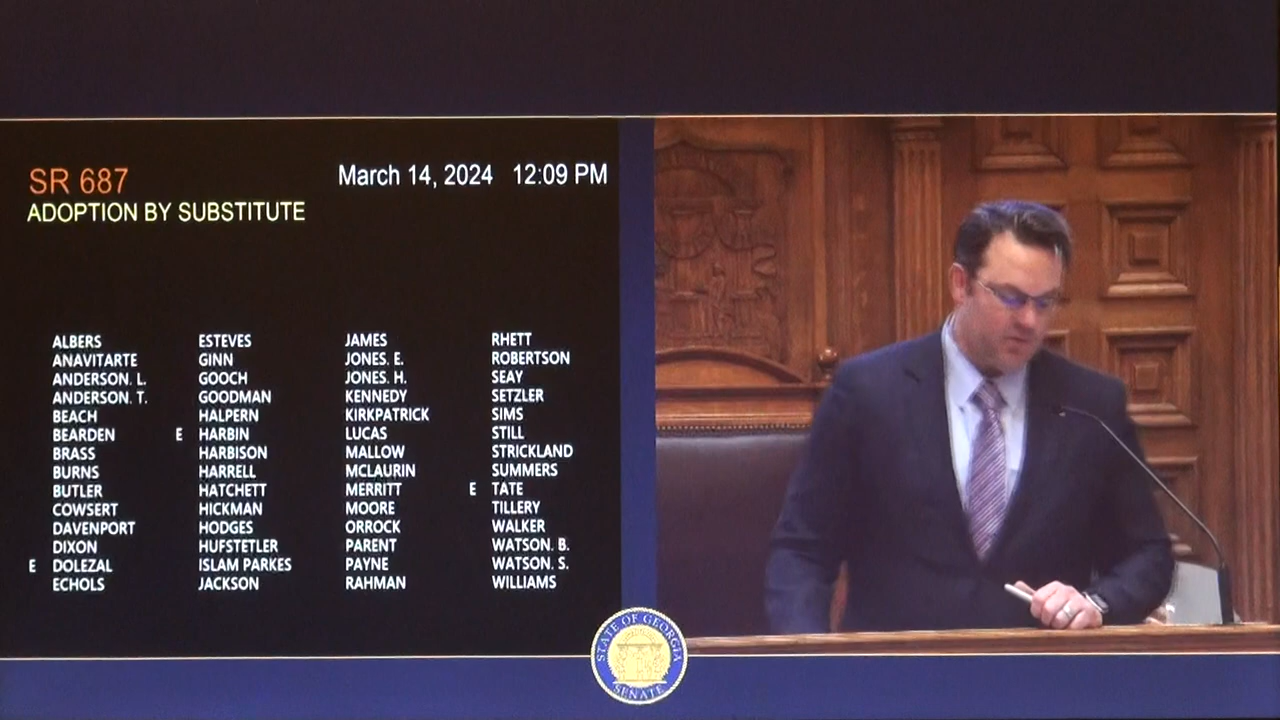 SR 687
March 14, 2024 12:09 PM
ADOPTION BY SUBSTITUTE
ALBERS ESTEVES JAMES RHETT
ANAVITARTE GINN JONES. E. ROBERTSON
ANDERSON. L. GOOCH JONES. H. SEAY
ANDERSON. T. GOODMAN KENNEDY SETZLER
BEACH HALPERN KIRKPATRICK SIMS
BEARDEN E HARBIN LUCAS STILL
BRASS HARBISON MALLOW STRICKLAND
BURNS HARRELL MCLAURIN SUMMERS
BUTLER HATCHETT MERRITT E TATE
COWSERT HICKMAN MOORE TILLERY
DAVENPORT HODGES ORROCK WALKER
DIXON HUFSTETLER PARENT WATSON. B.
E DOLEZAL ISLAM PARKES PAYNE WATSON. S.
ECHOLS JACKSON RAHMAN WILLIAMS
STATE OF GEORGIA
SENATE